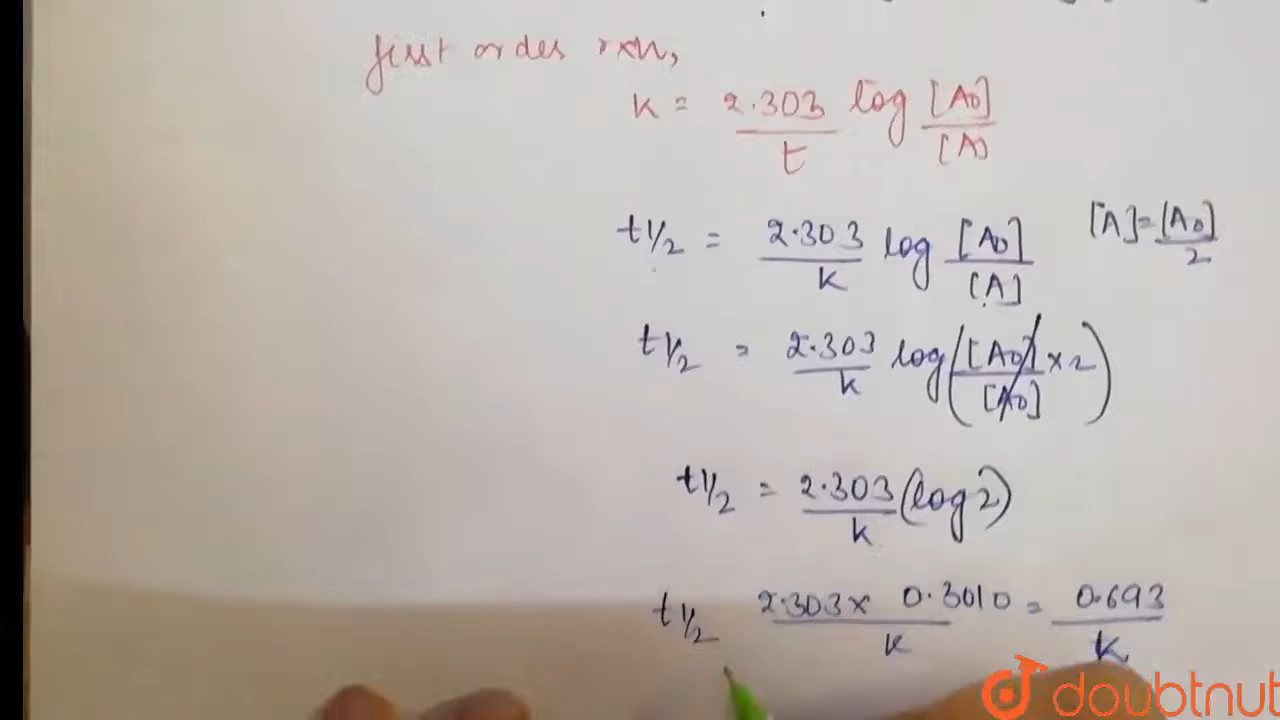 first order rxn,
k = 2.303/t log [A0]/[A]
t1/2 = 2.303/k log [A0]/[A] [A]=[A0]/2
t1/2 = 2.303/k log([A0]/[A0] × 2)
t1/2 = 2.303/k (log 2)
t1/2 2.303 × 0.3010/k = 0.693/k
doubtnut